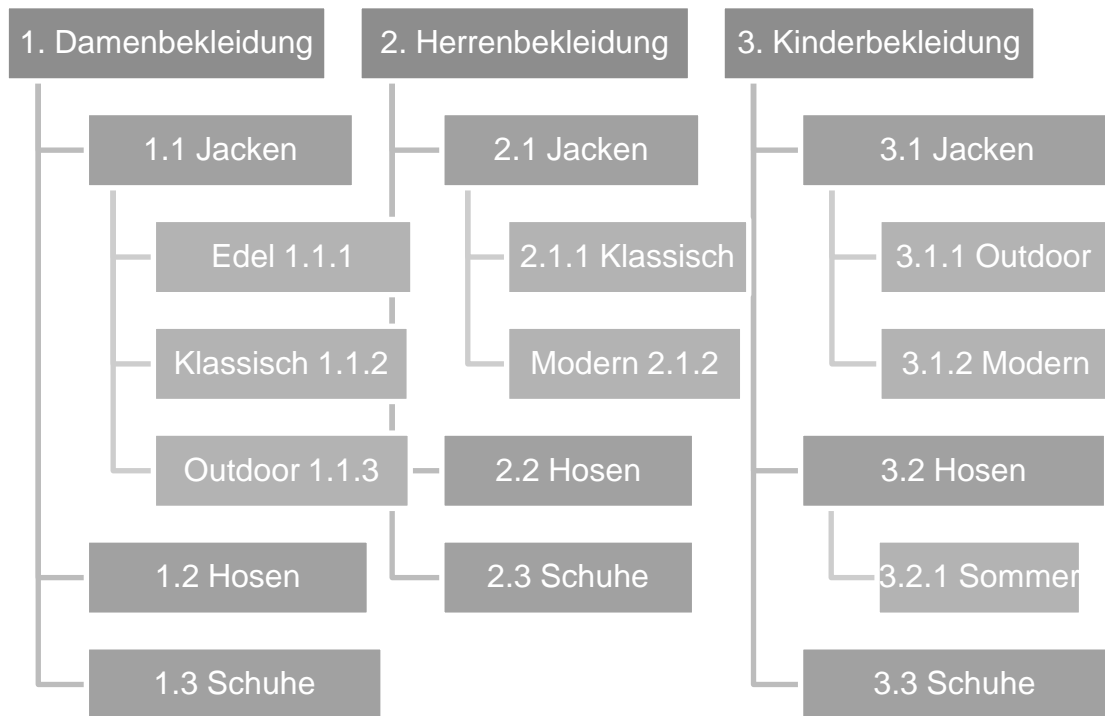 1. Damenbekleidung
1.1 Jacken
Edel 1.1.1
Klassisch 1.1.2
Outdoor 1.1.3
1.2 Hosen
1.3 Schuhe
2. Herrenbekleidung
2.1 Jacken
2.1.1 Klassisch
Modern 2.1.2
2.2 Hosen
2.3 Schuhe
3. Kinderbekleidung
3.1 Jacken
3.1.1 Outdoor
3.1.2 Modern
3.2 Hosen
3.2.1 Sommer
3.3 Schuhe